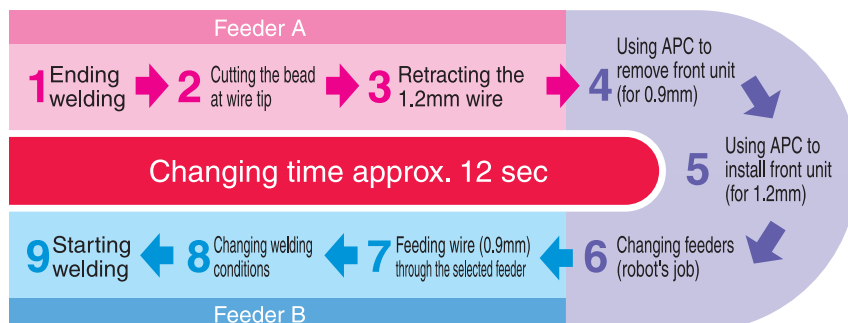 Feeder A
1 Ending
welding
2 Cutting the bead
at wire tip
3 Retracting the
1.2mm wire
4 Using APC to
remove front unit
(for 0.9mm)
5 Using APC to
install front unit
(for 1.2mm)
Changing time approx. 12 sec
6 Changing feeders
(robot's job)
7 Feeding wire (0.9mm)
through the selected feeder
8 Changing welding
conditions
9 Starting
welding
Feeder B